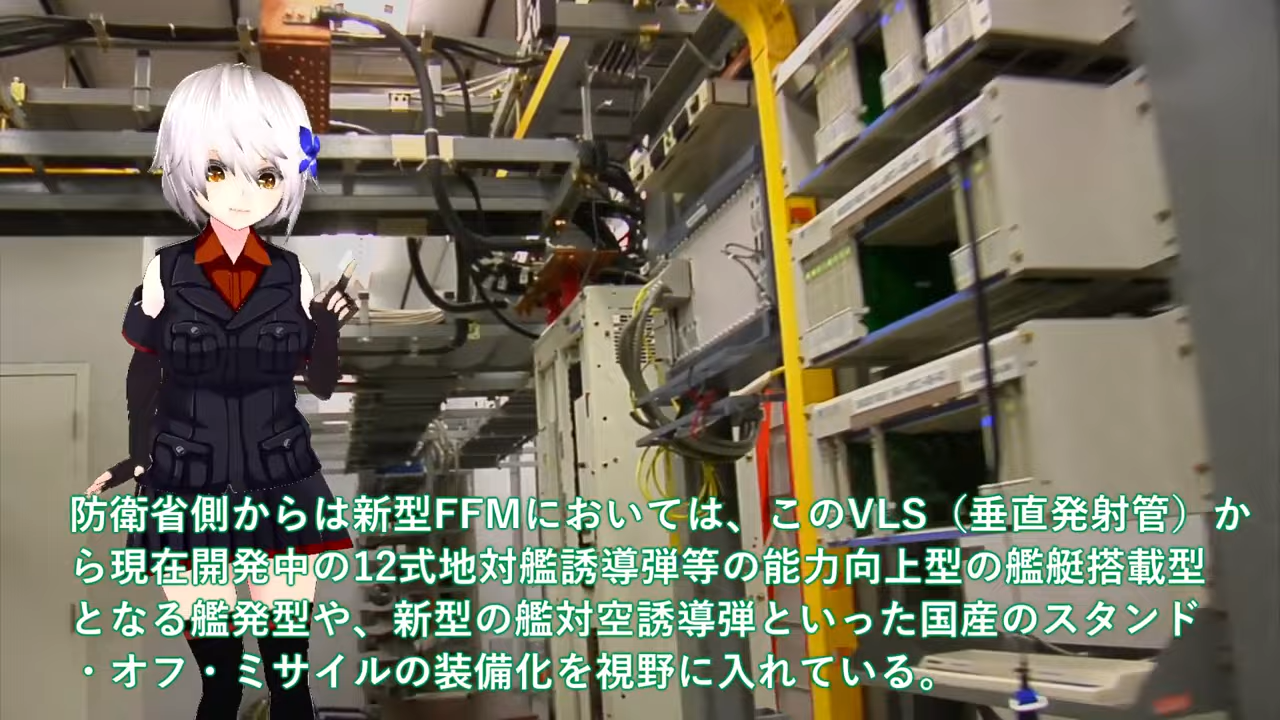 防衛省側からは新型FFMにおいては、このVLS（垂直発射管）か
ら現在開発中の12式地対艦誘導弾等の能力向上型の艦艇搭載型
となる艦発型や、新型の艦対空誘導弾といった国産のスタンド
・オフ・ミサイルの装備化を視野に入れている。